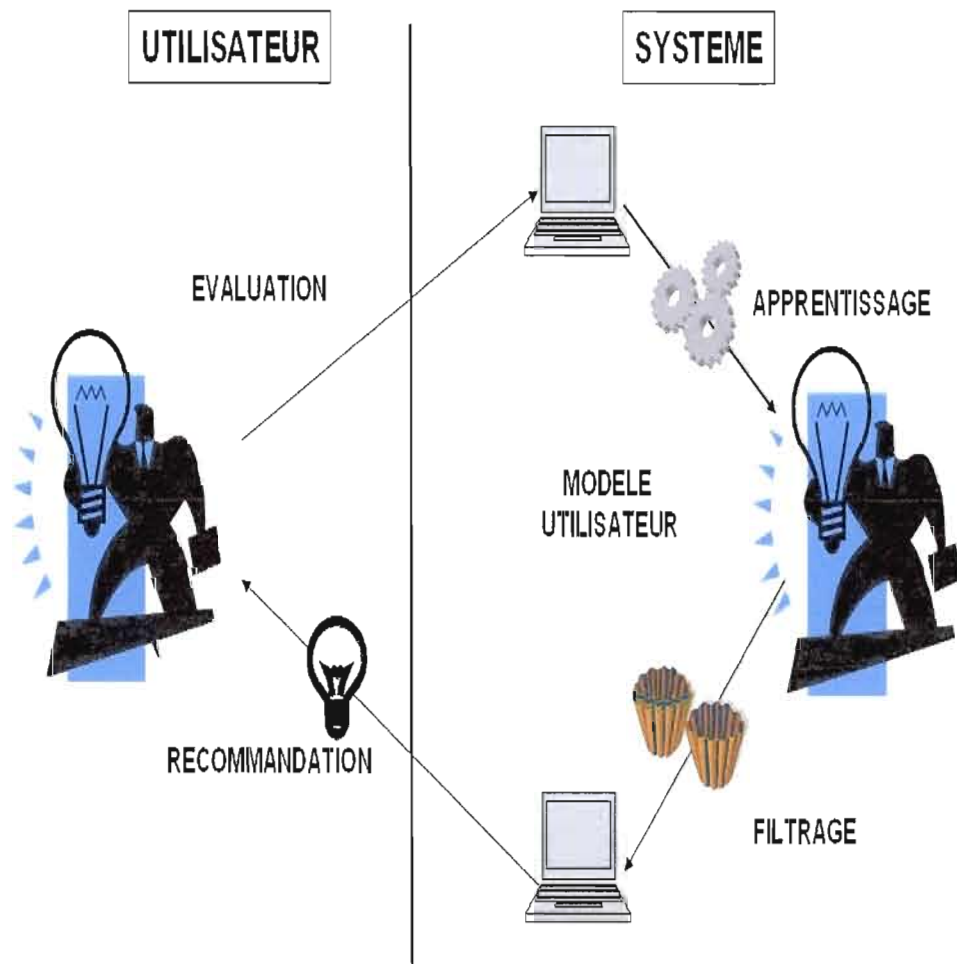 UTILISATEUR
SYSTEME
EVALUATION
APPRENTISSAGE
MODELE
UTILISATEUR
RECOMMANDATION
FILTRAGE